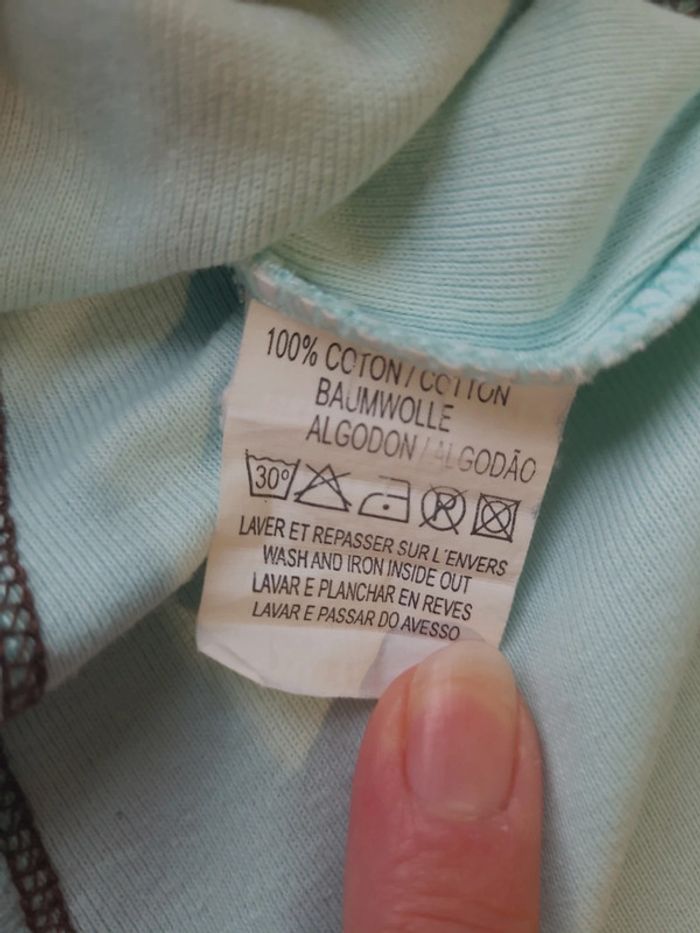 100% COTON / COTTON
BAUMWOLLE
ALGODON / ALGODÃO
30°
P
LAVER ET REPASSER SUR L'ENVERS
WASH AND IRON INSIDE OUT
LAVAR E PLANCHAR EN REVES
LAVAR E PASSAR DO AVESSO